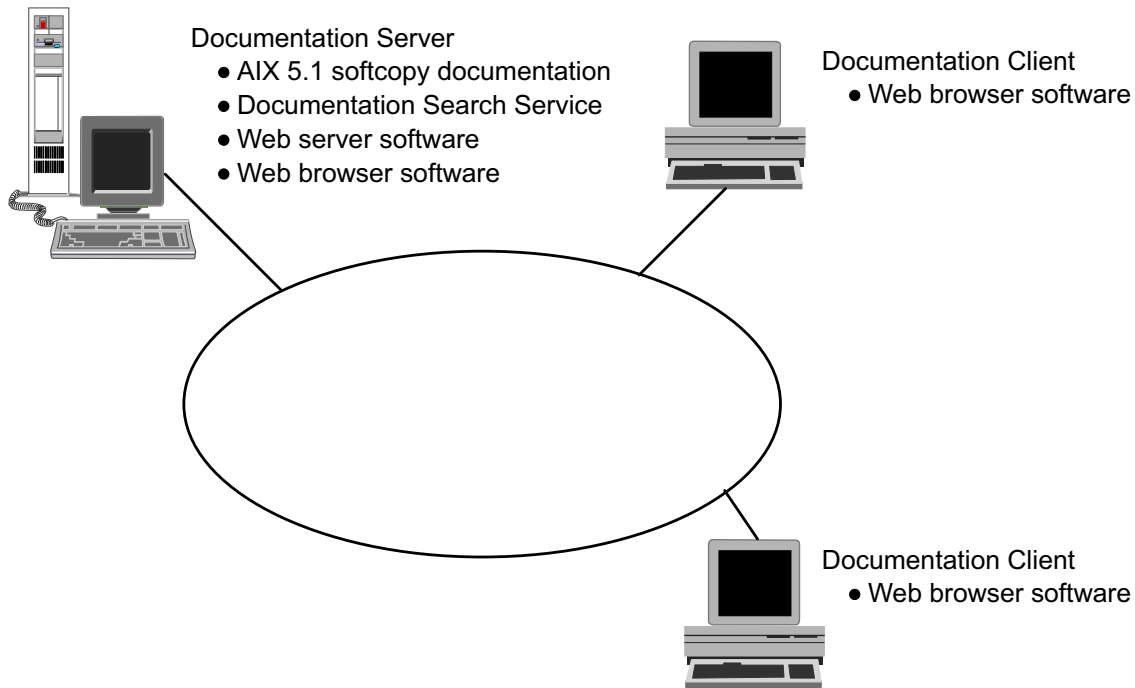 Documentation Server
● AIX 5.1 softcopy documentation
● Documentation Search Service
● Web server software
● Web browser software
Documentation Client
● Web browser software
Documentation Client
● Web browser software